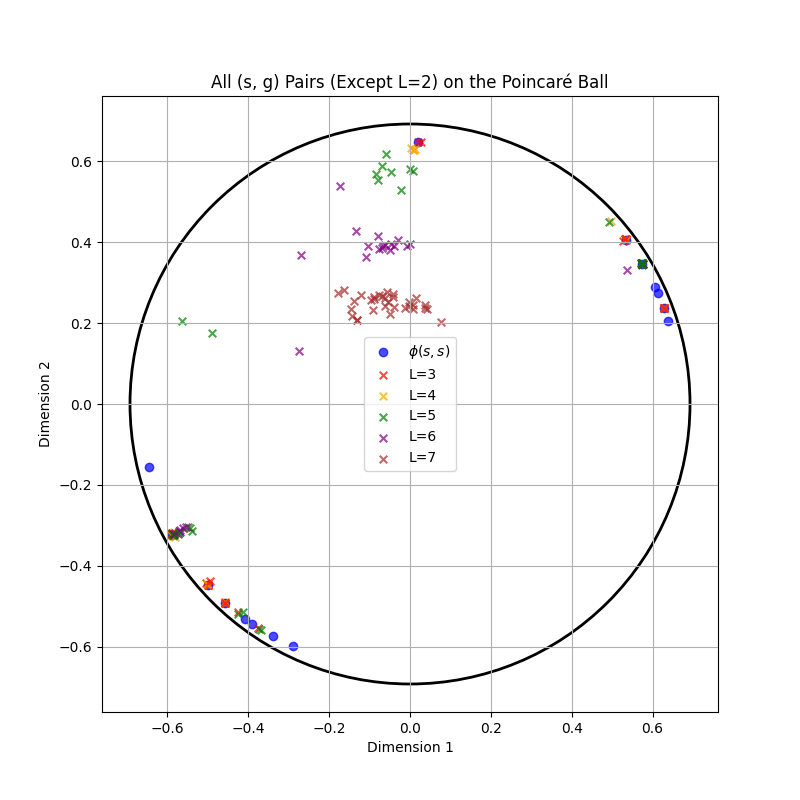 All (s, g) Pairs (Except L=2) on the Poincaré Ball
0.6
0.4
0.2
0.0
−0.2
−0.4
−0.6
Dimension 2
ϕ(s, s)
L=3
L=4
L=5
L=6
L=7
−0.6 −0.4 −0.2 0.0 0.2 0.4 0.6
Dimension 1